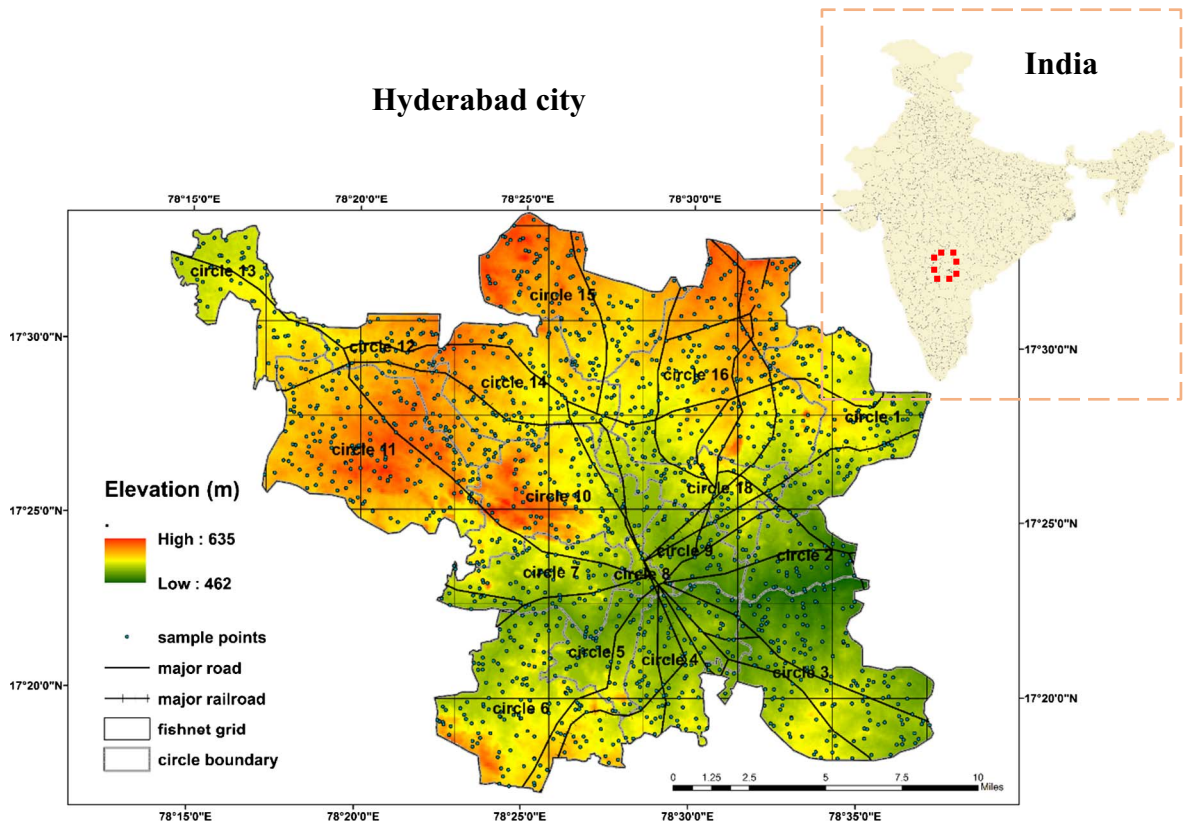 India
Hyderabad city
78°15'0"E
78°20'0"E
78°25'0"E
78°30'0"E
circle 13
circle 15
17°30'0"N
circle 12
17°30'0"N
circle 14
circle 16
circle 1
circle 11
Elevation (m)
circle 10
circle 18
High : 635
17°25'0"N
17°25'0"N
circle 9
circle 2
Low : 462
circle 7
circle 8
sample points
circle 5
circle 4
major road
circle 3
17°20'0"N
17°20'0"N
major railroad
circle 6
fishnet grid
circle boundary
0 1.25 2.5 5 7.5 10
Miles
78°15'0"E
78°20'0"E
78°25'0"E
78°30'0"E
78°35'0"E